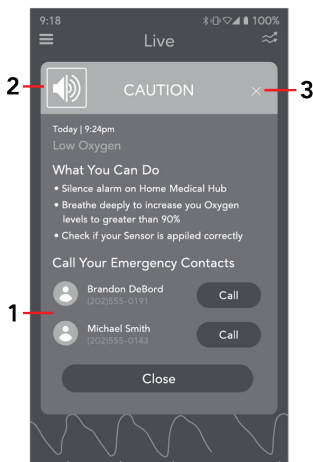 9:18
100%
Live
2
CAUTION
3
Today | 9:24pm
Low Oxygen
What You Can Do
• Silence alarm on Home Medical Hub
• Breathe deeply to increase you Oxygen
levels to greater than 90%
• Check if your Sensor is appiled correctly
Call Your Emergency Contacts
Brandon DeBord
(202)555-0191
Call
1
Michael Smith
(202)555-0143
Call
Close